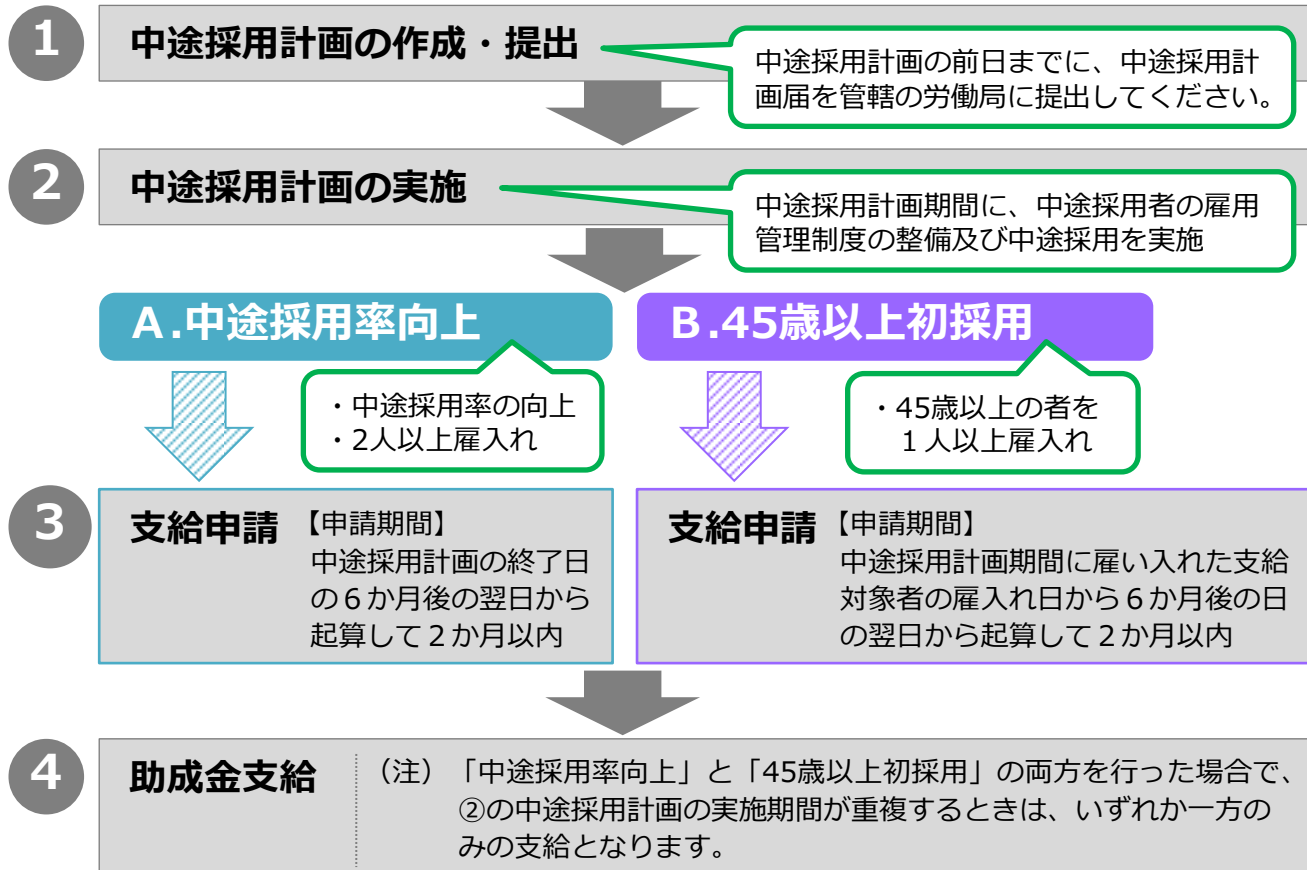 1
中途採用計画の作成・提出
中途採用計画の前日までに、中途採用計
画届を管轄の労働局に提出してください。
2
中途採用計画の実施
中途採用計画期間に、中途採用者の雇用
管理制度の整備及び中途採用を実施
A.中途採用率向上
・中途採用率の向上
・2人以上雇入れ
B.45歳以上初採用
・45歳以上の者を
１人以上雇入れ
3
支給申請 【申請期間】
中途採用計画の終了日
の６か月後の翌日から
起算して２か月以内
支給申請 【申請期間】
中途採用計画期間に雇い入れた支給
対象者の雇入れ日から６か月後の日
の翌日から起算して２か月以内
4
助成金支給
（注） 「中途採用率向上」と「45歳以上初採用」の両方を行った場合で、
②の中途採用計画の実施期間が重複するときは、いずれか一方の
みの支給となります。